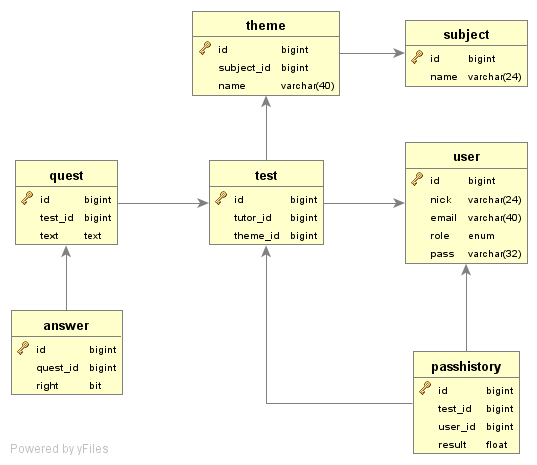 theme
id bigint
subject_id bigint
name varchar(40)
subject
id bigint
name varchar(24)
quest
id bigint
test_id bigint
text text
test
id bigint
tutor_id bigint
theme_id bigint
user
id bigint
nick varchar(24)
email varchar(40)
role enum
pass varchar(32)
answer
id bigint
quest_id bigint
right bit
passhistory
id bigint
test_id bigint
user_id bigint
result float
Powered by yFiles